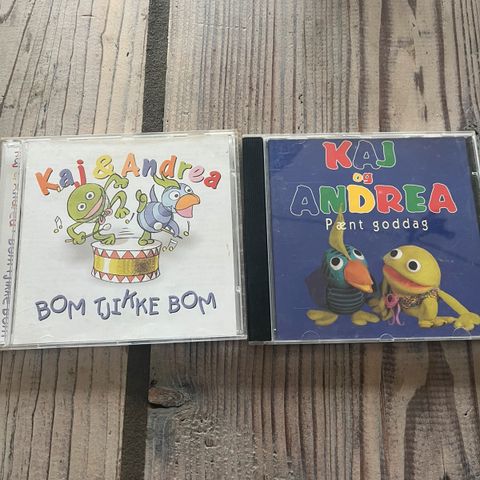 Kaj & Andrea
BOM TJIKKE BOM
KAJ
og
ANDREA
Pænt goddag